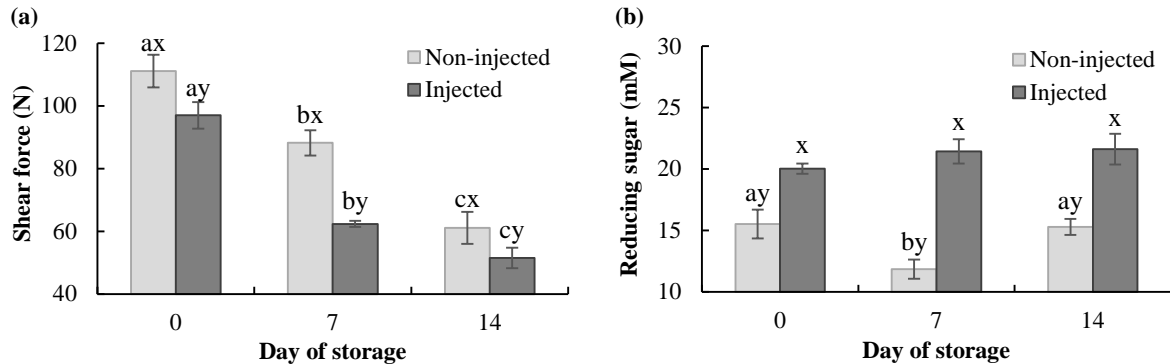 (a)
Shear force (N)
120
100
80
60
40
ax
ay
bx
by
cx
cy
Non-injected
Injected
0 7 14
Day of storage
(b)
Reducing sugar (mM)
30
25
20
15
10
ay
x
by
x
ay
x
Non-injected
Injected
0 7 14
Day of storage